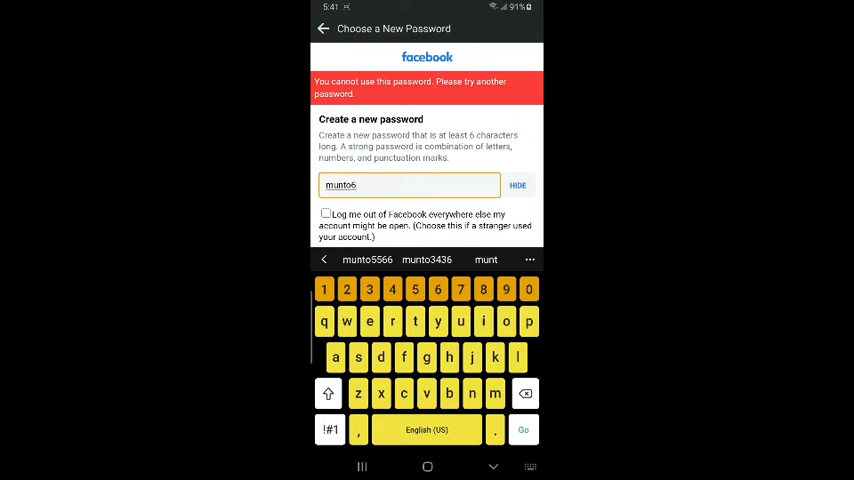 5:41 91%
Choose a New Password
facebook
You cannot use this password. Please try another
password.
Create a new password
Create a new password that is at least 6 characters
long. A strong password is combination of letters,
numbers, and punctuation marks.
munto6 HIDE
Log me out of Facebook everywhere else my
account might be open. (Choose this if a stranger used
your account.)
munto5566 munto3436 munt
1 2 3 4 5 6 7 8 9 0
q w e r t y u i o p
a s d f g h j k l
z x c v b n m
!#1 , English (US) . Go